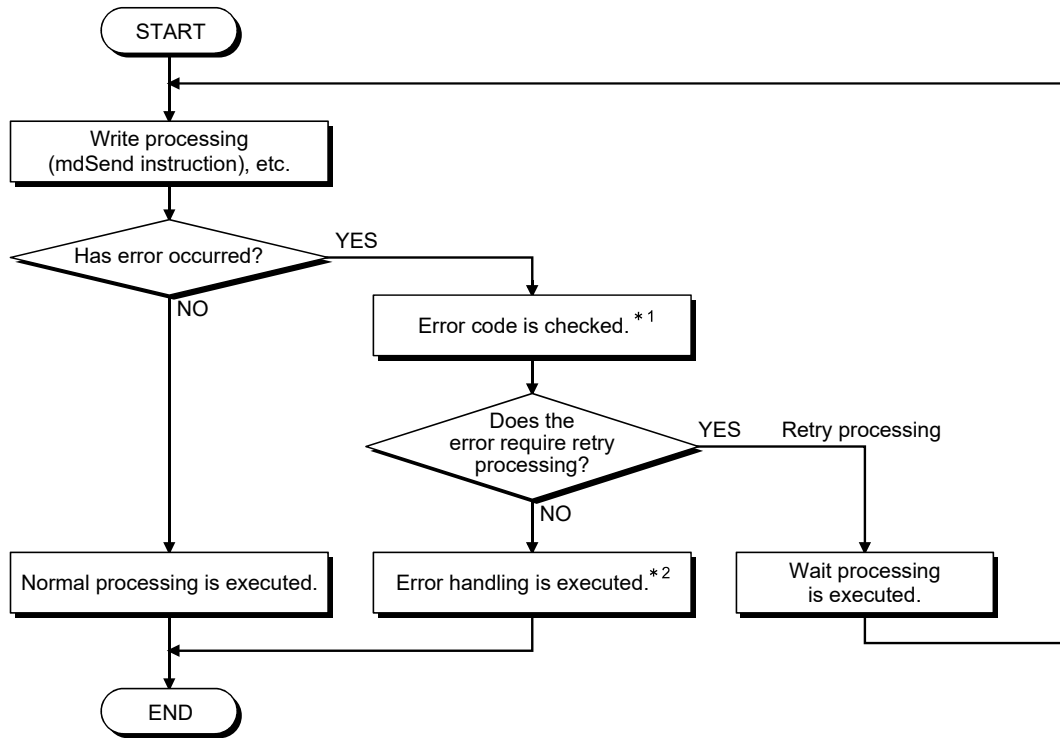 START
Write processing
(mdSend instruction), etc.
Has error occurred?
YES
NO
Error code is checked. *1
Does the
error require retry
processing?
YES
Retry processing
NO
Normal processing is executed.
Error handling is executed. *2
Wait processing
is executed.
END